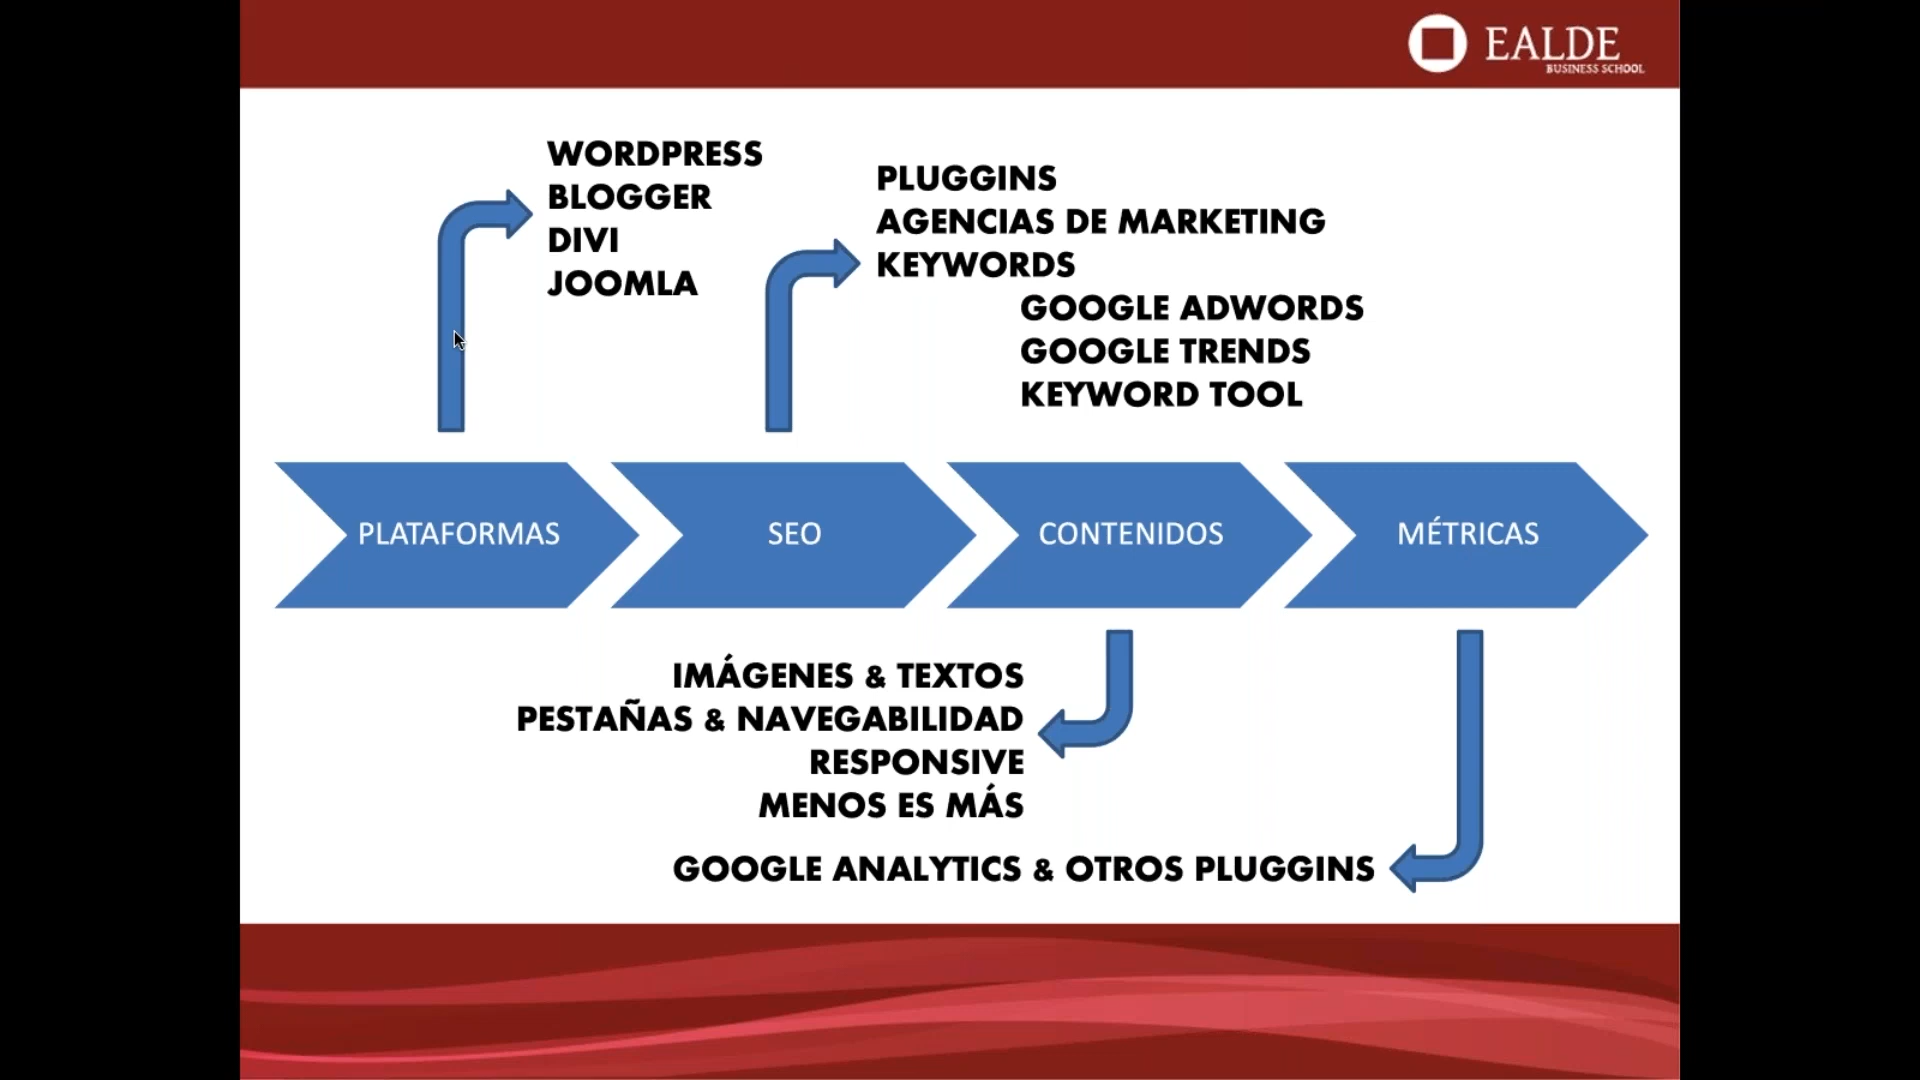 EALDE
BUSINESS SCHOOL
WORDPRESS
BLOGGER
DIVI
JOOMLA
PLUGGINS
AGENCIAS DE MARKETING
KEYWORDS
GOOGLE ADWORDS
GOOGLE TRENDS
KEYWORD TOOL
PLATAFORMAS
SEO
CONTENIDOS
MÉTRICAS
IMÁGENES & TEXTOS
PESTAÑAS & NAVEGABILIDAD
RESPONSIVE
MENOS ES MÁS
GOOGLE ANALYTICS & OTROS PLUGGINS